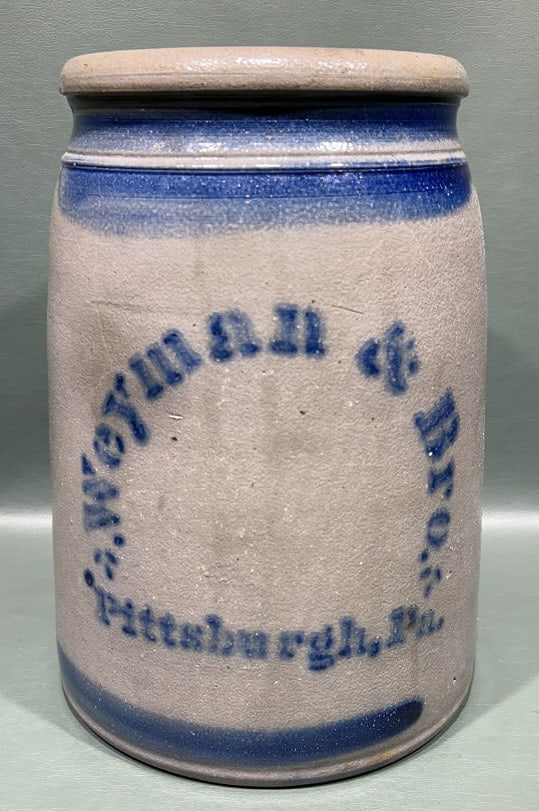 Weyman & Bro.
Pittsburgh, Pa.